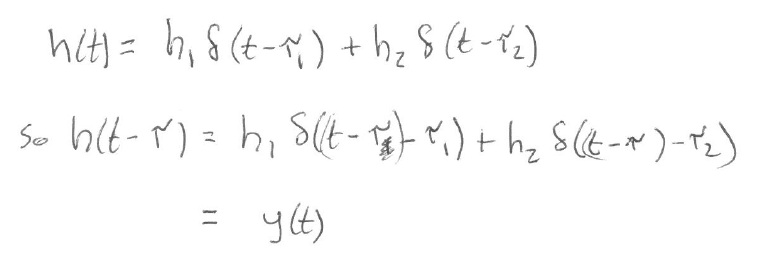 h(t) = h₁ δ(t-τ₁) + h₂ δ(t-τ₂)
so h(t-τ) = h₁ δ((t-τ)-τ₁) + h₂ δ((t-τ)-τ₂)
= y(t)